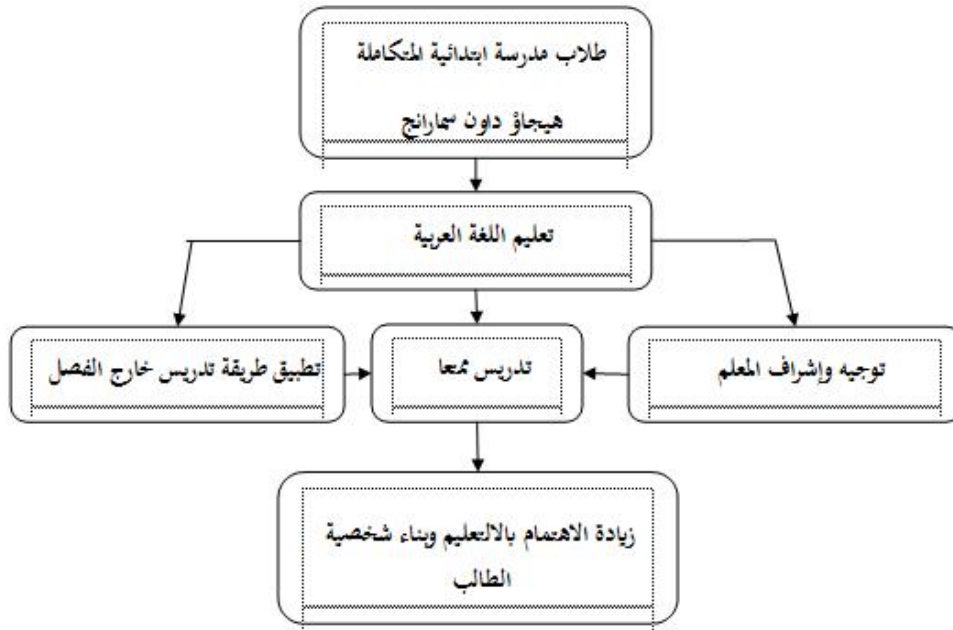 طلاب مدرسة ابتدائية المتكاملة
هيجاؤ داون سمارانج
تعليم اللغة العربية
توجيه وإشراف المعلم
تدريس ممتعا
تطبيق طريقة تدريس خارج الفصل
زيادة الاهتمام بالالتعليم وبناء شخصية
الطالب